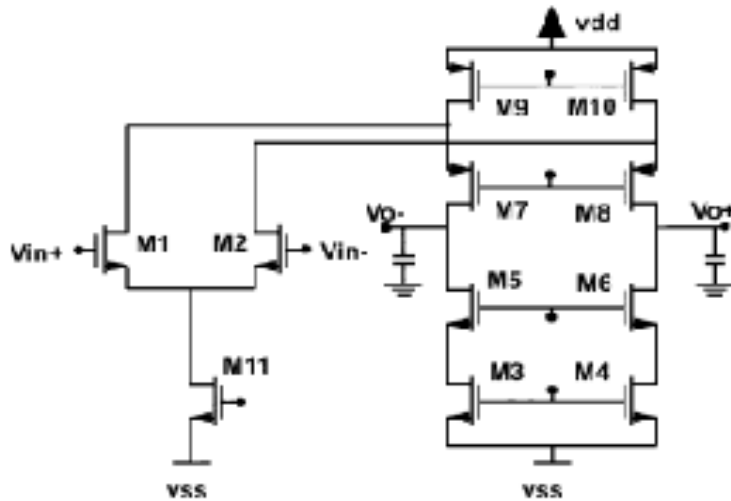 vdd
M9 M10
M7 M8
Vo- Vo+
Vin+ M1 M2 Vin-
M5 M6
M11
M3 M4
vss vss